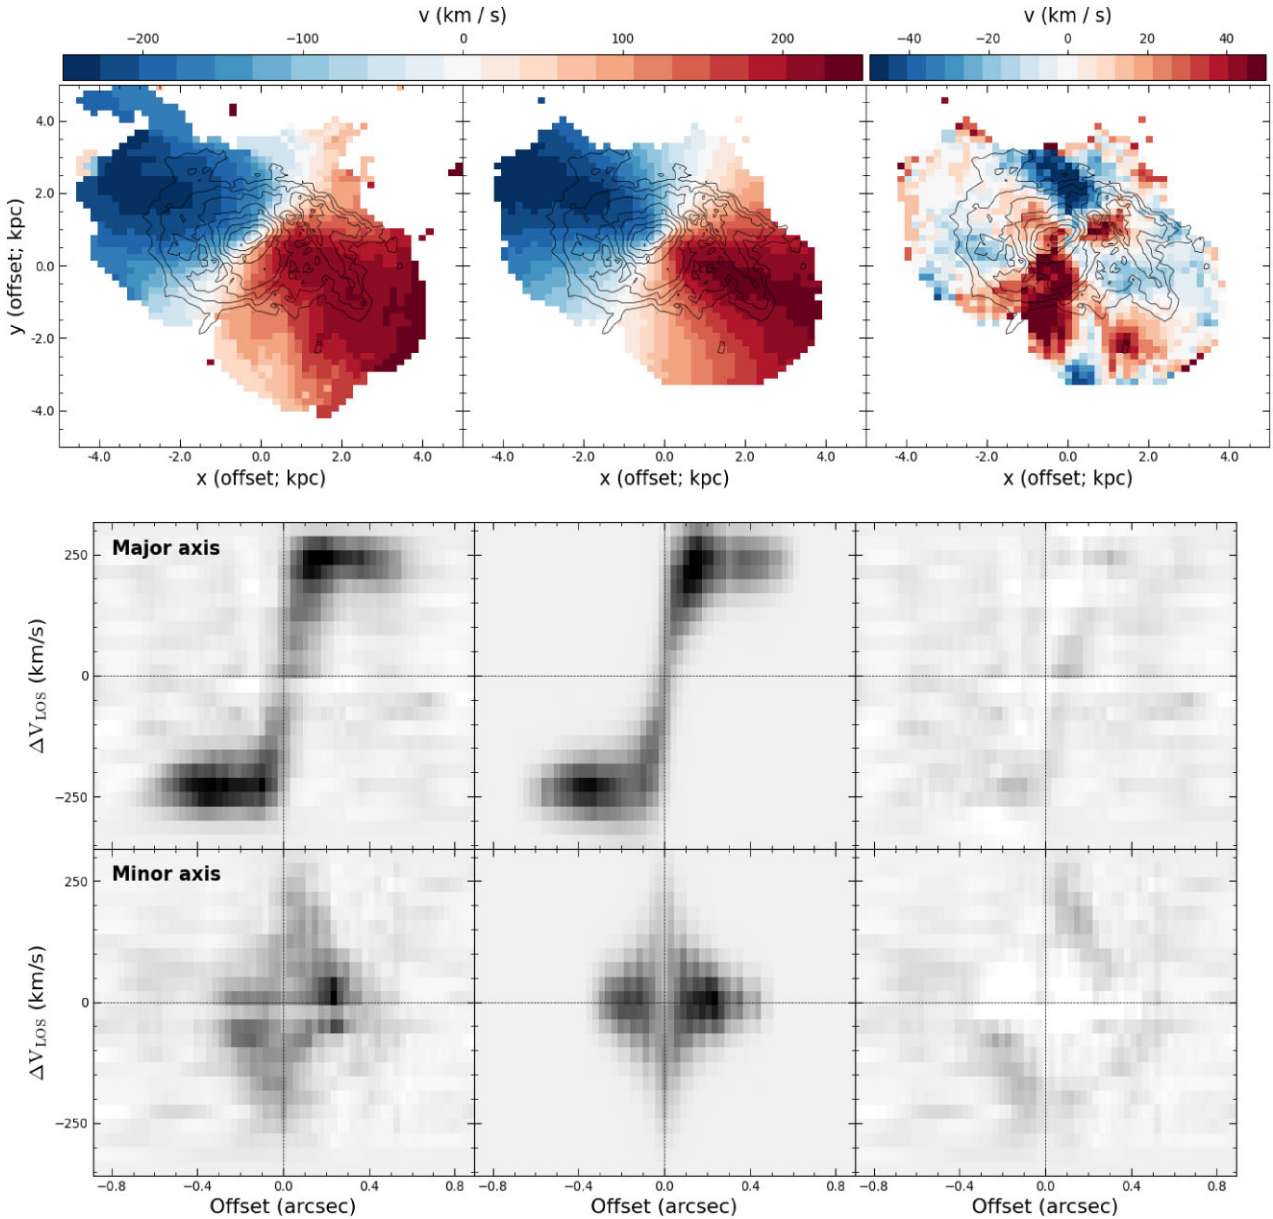 v (km / s)
v (km / s)
−200 −100 0 100 200
−40 −20 0 20 40
y (offset; kpc)
4.0
2.0
0.0
-2.0
-4.0
-4.0 -2.0 0.0 2.0 4.0
-4.0 -2.0 0.0 2.0 4.0
-4.0 -2.0 0.0 2.0 4.0
x (offset; kpc)
x (offset; kpc)
x (offset; kpc)
Major axis
ΔV_LOS (km/s)
250
0
−250
Minor axis
ΔV_LOS (km/s)
250
0
−250
−0.8 −0.4 0.0 0.4 0.8
−0.8 −0.4 0.0 0.4 0.8
−0.8 −0.4 0.0 0.4 0.8
Offset (arcsec)
Offset (arcsec)
Offset (arcsec)